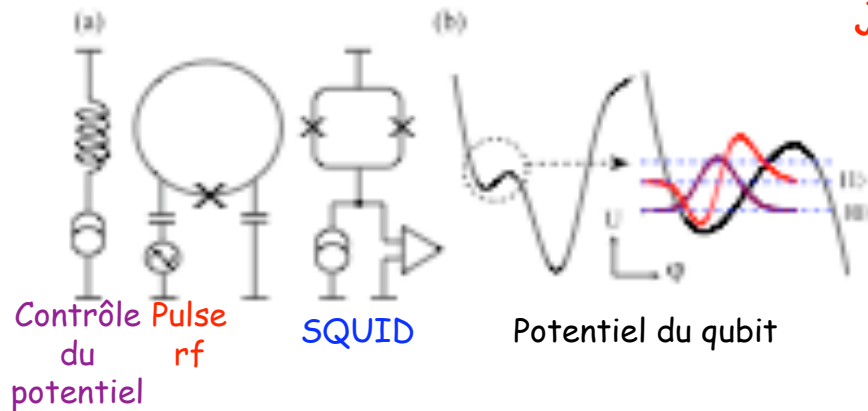 (a)
(b)
J
U
Contrôle
du
potentiel
Pulse
rf
SQUID
Potentiel du qubit